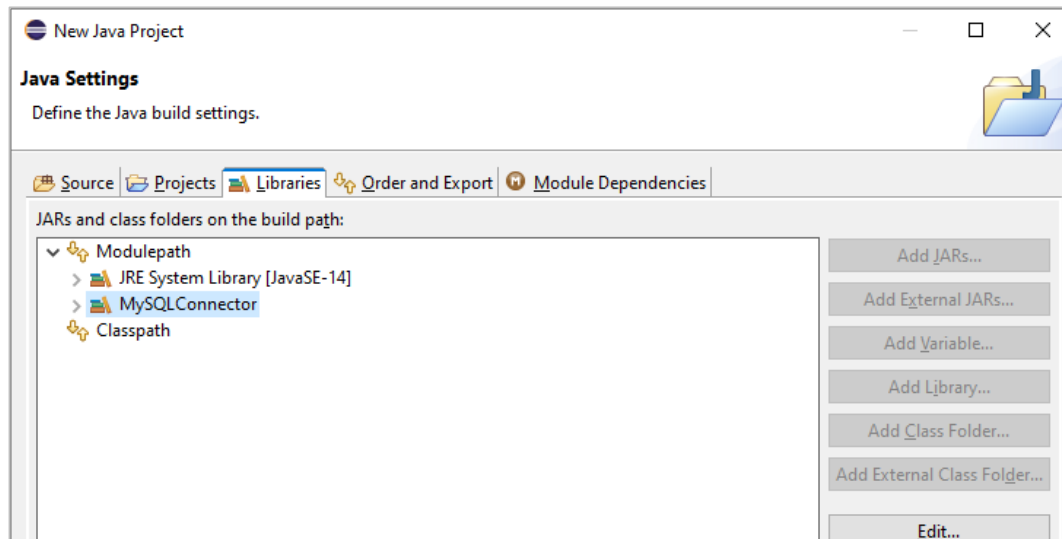 New Java Project
Java Settings
Define the Java build settings.
Source Projects Libraries Order and Export Module Dependencies
JARs and class folders on the build path:
Modulepath
JRE System Library [JavaSE-14]
MySQLConnector
Classpath
Add JARs...
Add External JARs...
Add Variable...
Add Library...
Add Class Folder...
Add External Class Folder...
Edit...